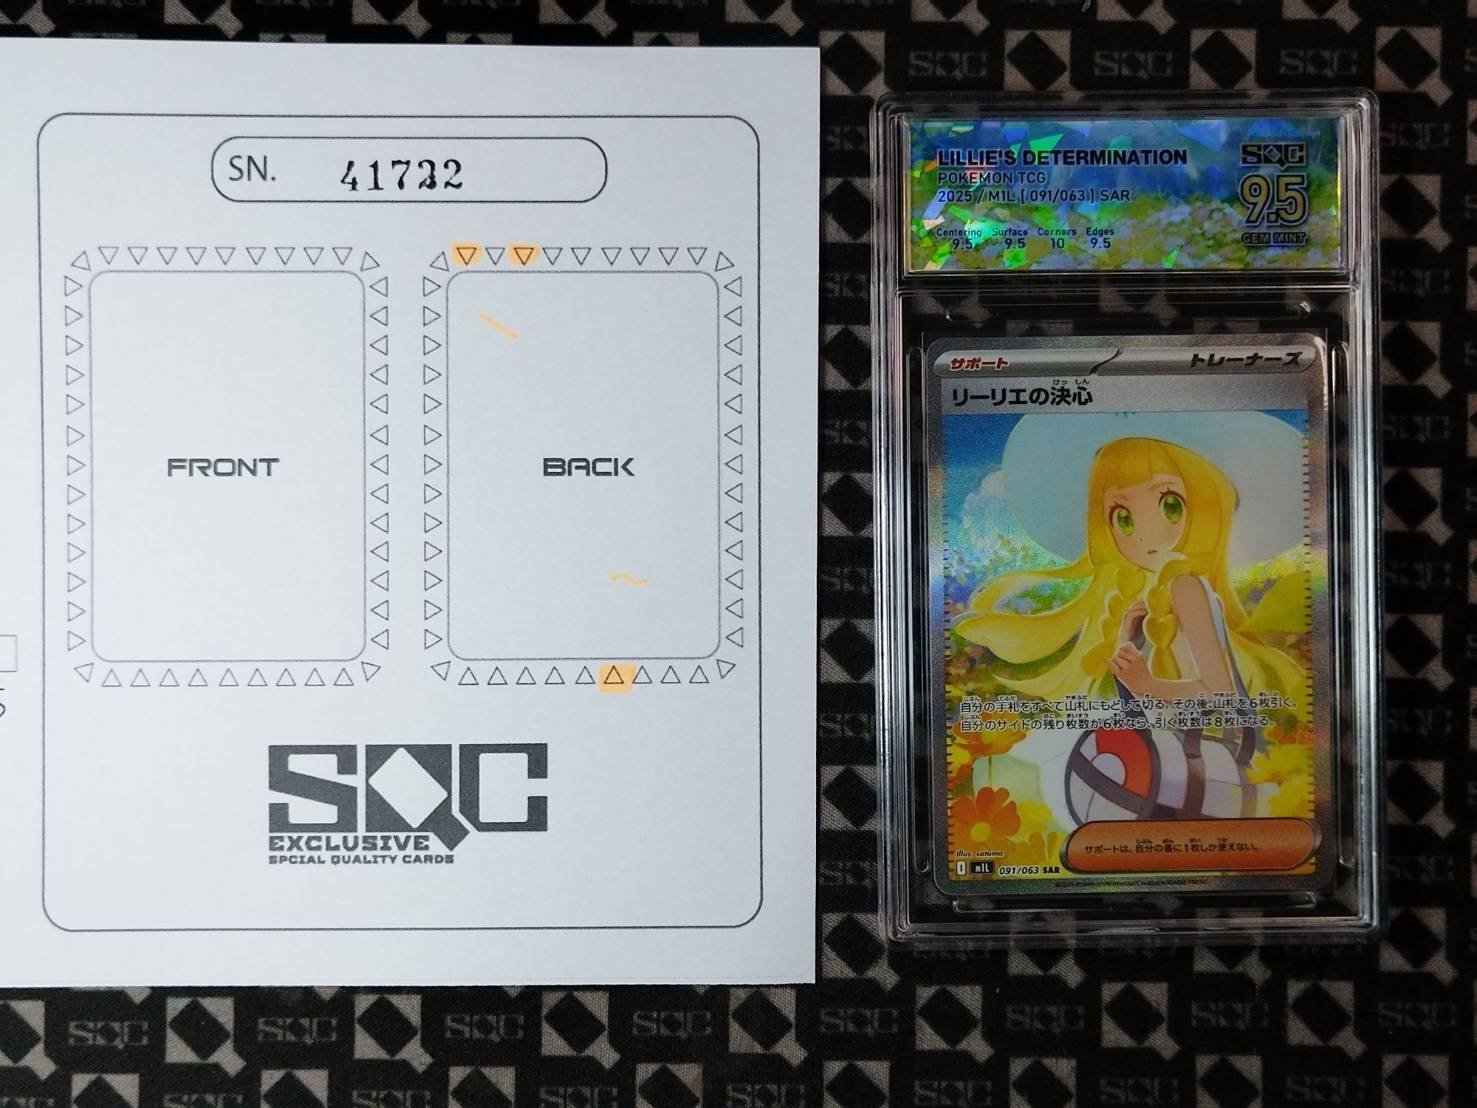 SN. 41732
FRONT
BACK
SQC
EXCLUSIVE
SPECIAL QUALITY CARDS
LILLIE'S DETERMINATION
POKEMON TCG
2025 / M1L [ 091/063 ] SAR
SQC
9.5
GEM MINT
Centering Surface Corners Edges
9.5 9.5 10 9.5
サポート
トレーナーズ
リーリエの決心
自分の手札をすべて山札にもどして切る。その後、山札を6枚引く。
自分のサイドの残り枚数が6枚なら、引く枚数は8枚になる。
サポートは、自分の番に1枚しか使えない。
Illus. satoma
I M1L 091/063 SAR